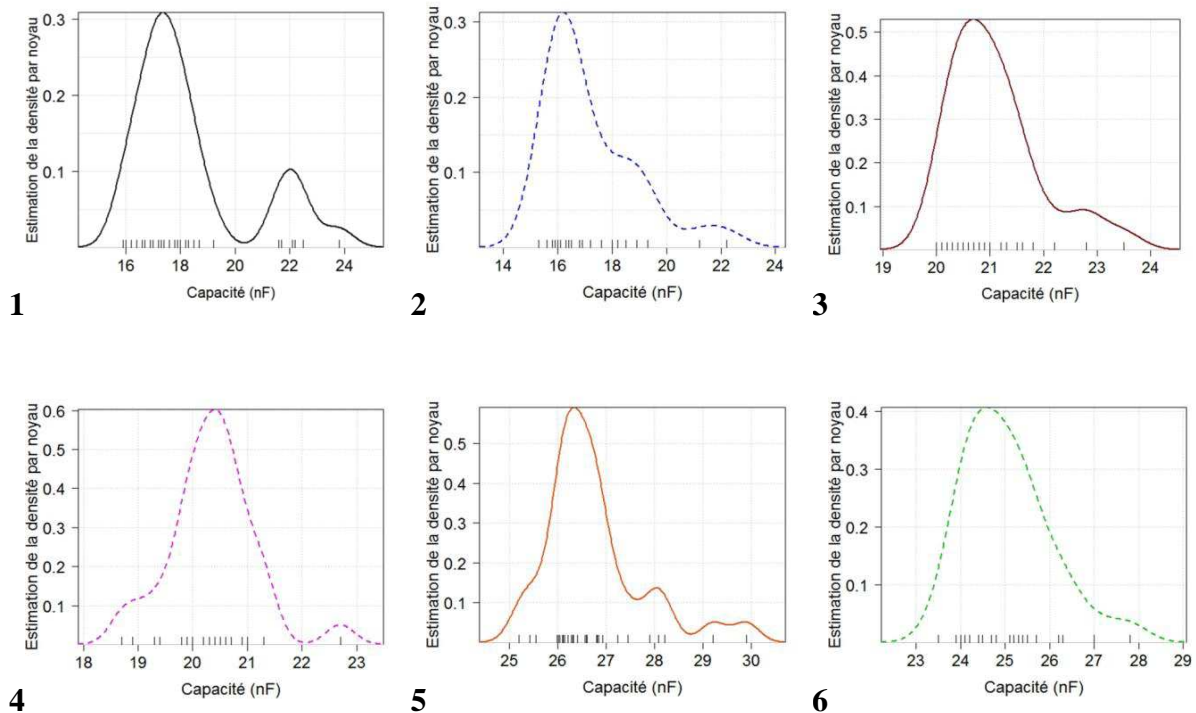 Estimation de la densité par noyau
0.3
0.2
0.1
16 18 20 22 24
Capacité (nF)
1
Estimation de la densité par noyau
0.3
0.2
0.1
14 16 18 20 22 24
Capacité (nF)
2
Estimation de la densité par noyau
0.5
0.4
0.3
0.2
0.1
19 20 21 22 23 24
Capacité (nF)
3
Estimation de la densité par noyau
0.6
0.5
0.4
0.3
0.2
0.1
18 19 20 21 22 23
Capacité (nF)
4
Estimation de la densité par noyau
0.5
0.4
0.3
0.2
0.1
25 26 27 28 29 30
Capacité (nF)
5
Estimation de la densité par noyau
0.4
0.3
0.2
0.1
23 24 25 26 27 28 29
Capacité (nF)
6